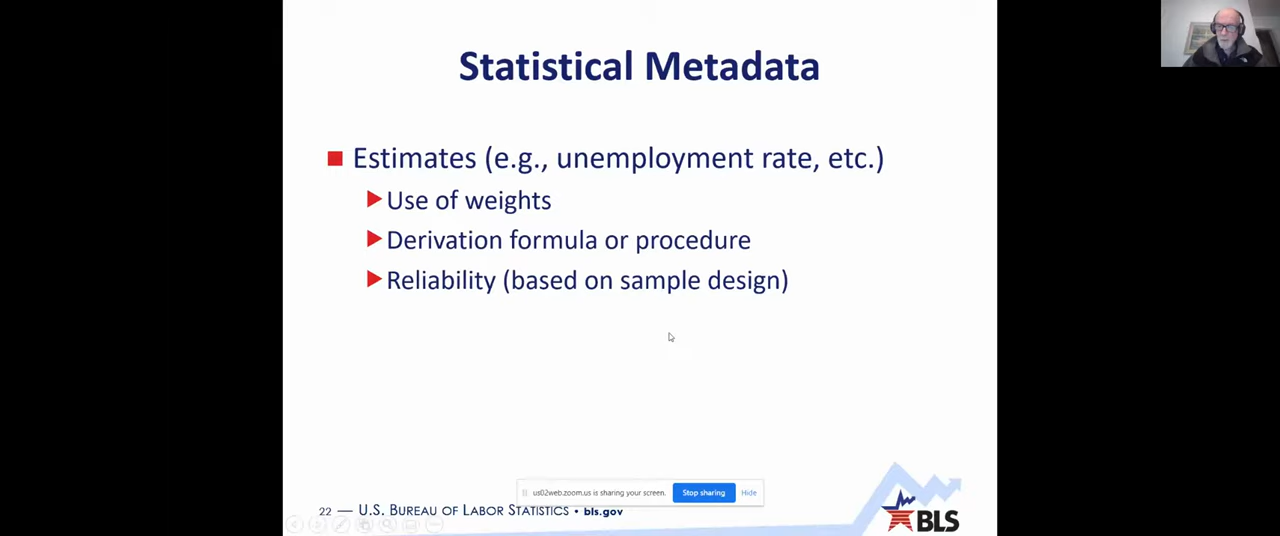 Statistical Metadata
Estimates (e.g., unemployment rate, etc.)
Use of weights
Derivation formula or procedure
Reliability (based on sample design)
us02web.zoom.us is sharing your screen. Stop sharing Hide
22 — U.S. BUREAU OF LABOR STATISTICS • bls.gov
BLS